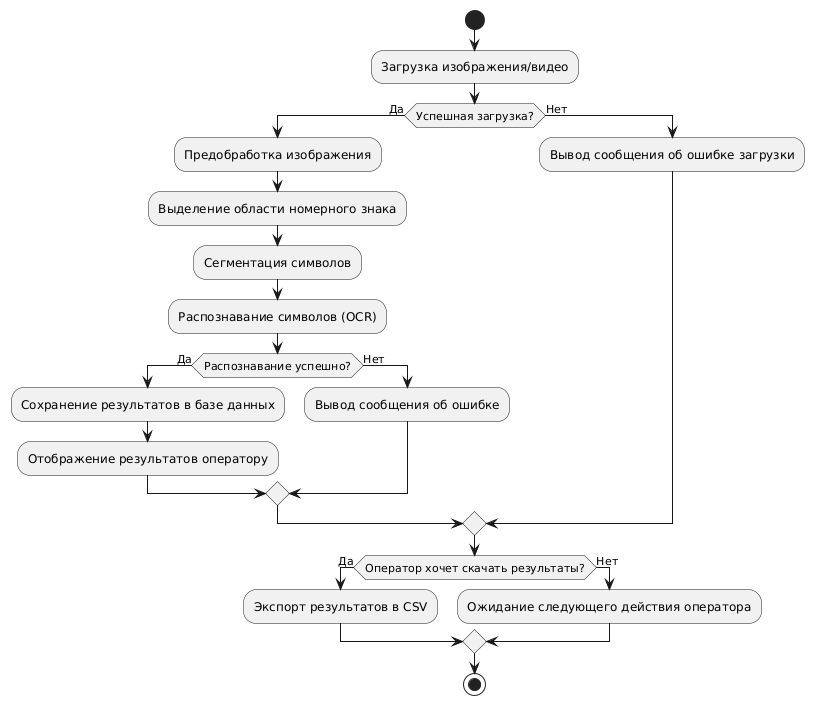 Загрузка изображения/видео
Да
Успешная загрузка?
Нет
Предобработка изображения
Вывод сообщения об ошибке загрузки
Выделение области номерного знака
Сегментация символов
Распознавание символов (OCR)
Да
Распознавание успешно?
Нет
Сохранение результатов в базе данных
Вывод сообщения об ошибке
Отображение результатов оператору
Да
Оператор хочет скачать результаты?
Нет
Экспорт результатов в CSV
Ожидание следующего действия оператора